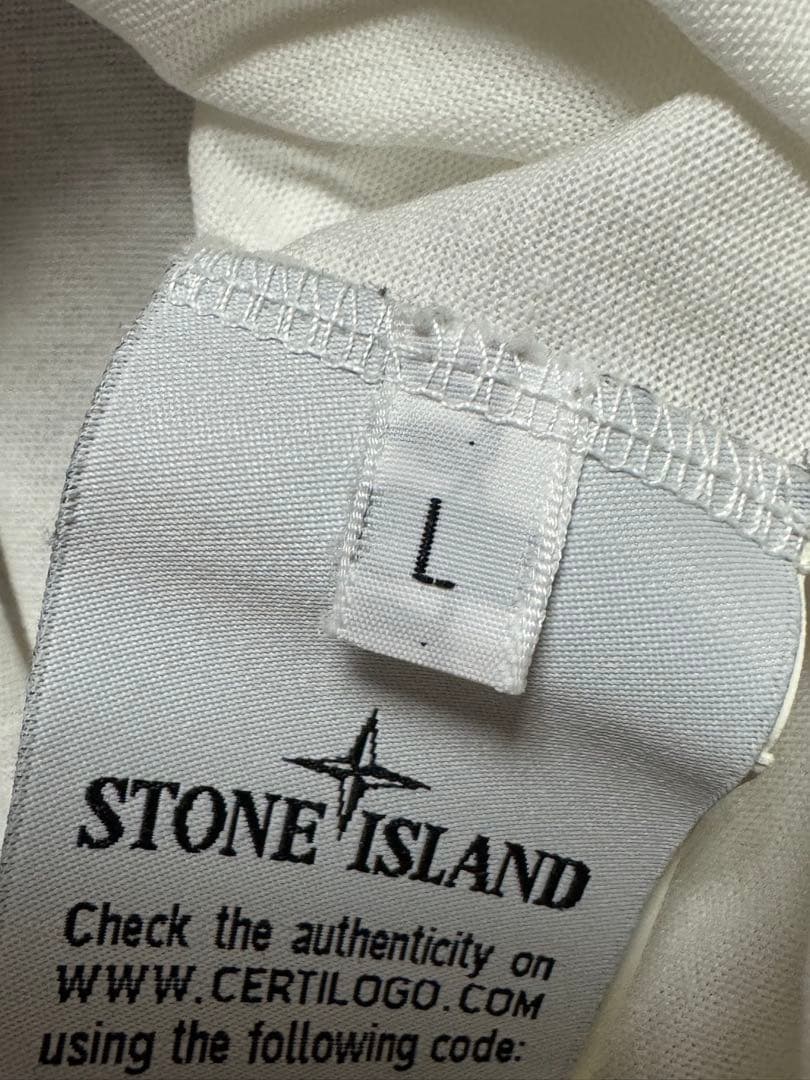 L
STONE ISLAND
Check the authenticity on
WWW.CERTILOGO.COM
using the following code: